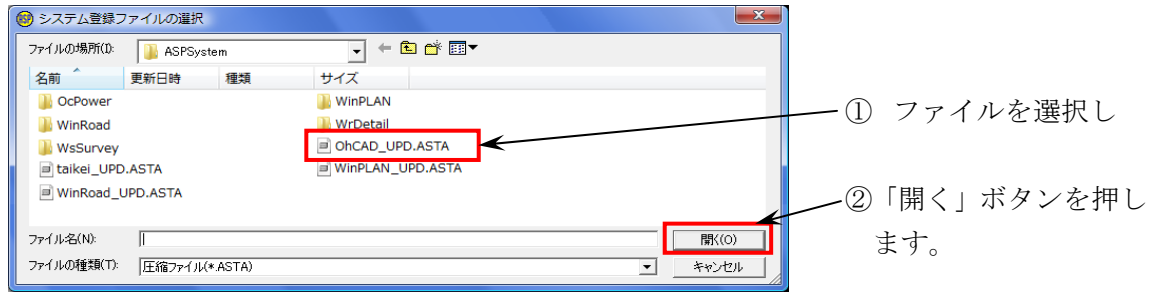 システム登録ファイルの選択
ファイルの場所(I):
ASPSystem
名前 更新日時 種類 サイズ
OcPower
WinRoad
WsSurvey
taikei_UPD.ASTA
WinRoad_UPD.ASTA
WinPLAN
WrDetail
OhCAD_UPD.ASTA
WinPLAN_UPD.ASTA
ファイル名(N):
開く(O)
ファイルの種類(T):
圧縮ファイル(*.ASTA)
キャンセル
① ファイルを選択し
②「開く」ボタンを押し
ます。